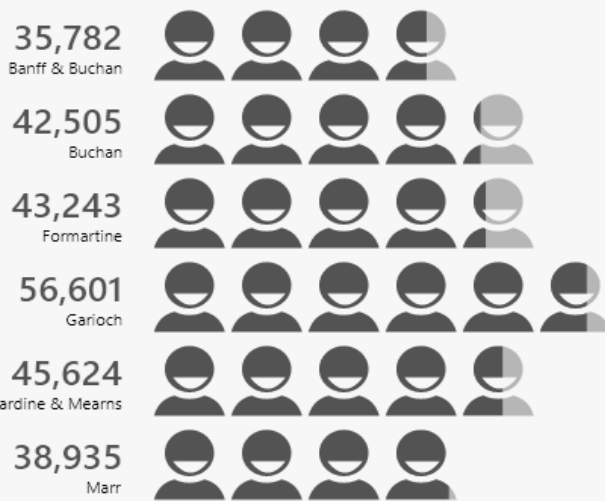 35,782
Banff & Buchan
42,505
Buchan
43,243
Formartine
56,601
Garioch
45,624
ardine & Mearns
38,935
Marr